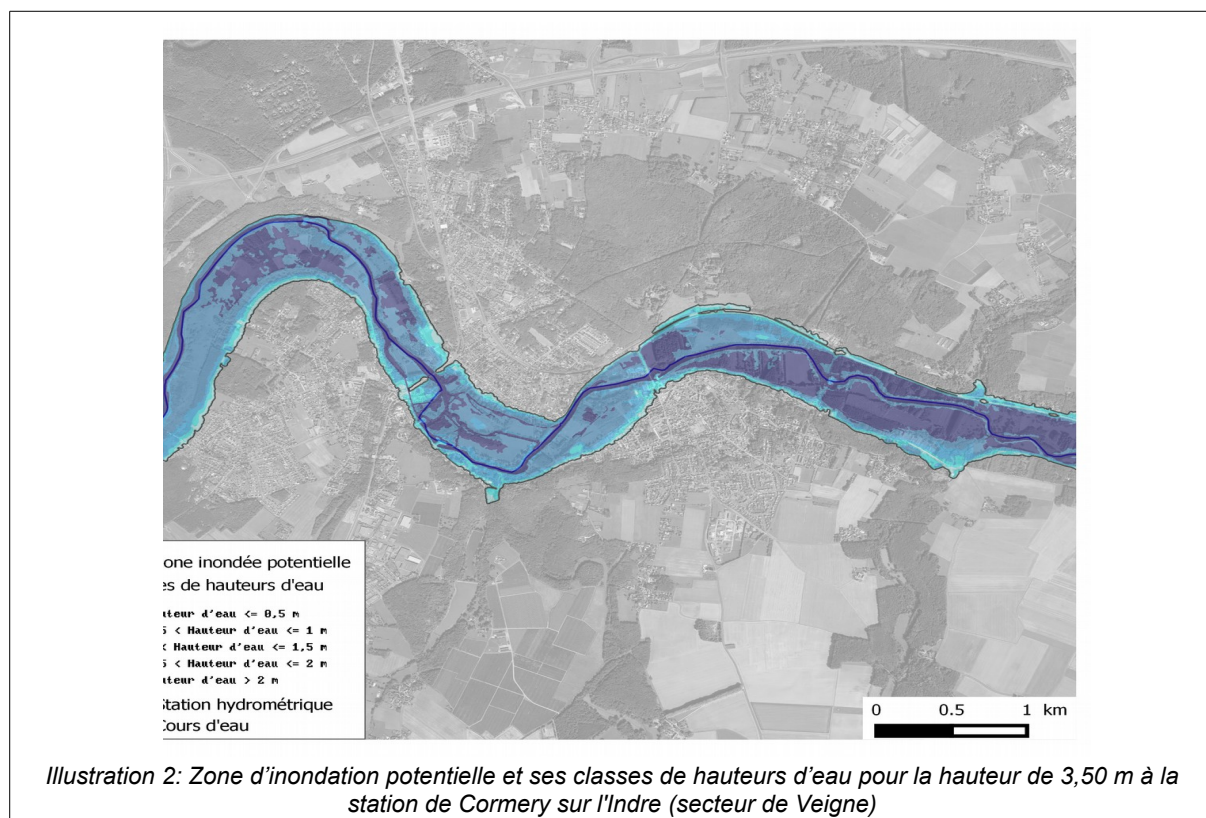 one inondée potentielle
es de hauteurs d'eau
uteur d'eau <= 0,5 m
5 < Hauteur d'eau <= 1 m
< Hauteur d'eau <= 1,5 m
5 < Hauteur d'eau <= 2 m
uteur d'eau > 2 m
Station hydrométrique
Cours d'eau
0 0.5 1 km
Illustration 2: Zone d’inondation potentielle et ses classes de hauteurs d’eau pour la hauteur de 3,50 m à la
station de Cormery sur l'Indre (secteur de Veigne)